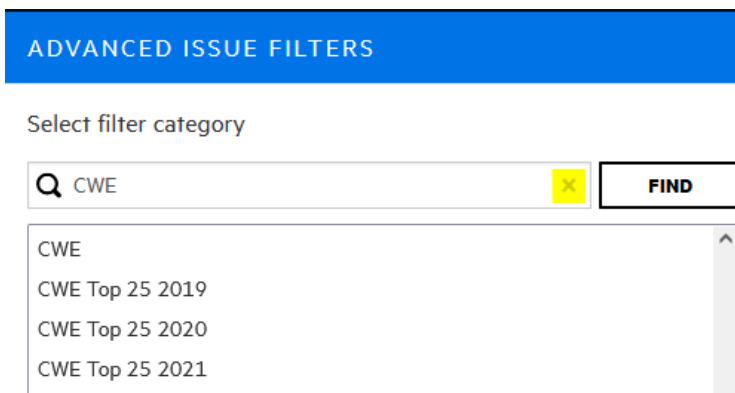 ADVANCED ISSUE FILTERS
Select filter category
CWE
FIND
CWE
CWE Top 25 2019
CWE Top 25 2020
CWE Top 25 2021